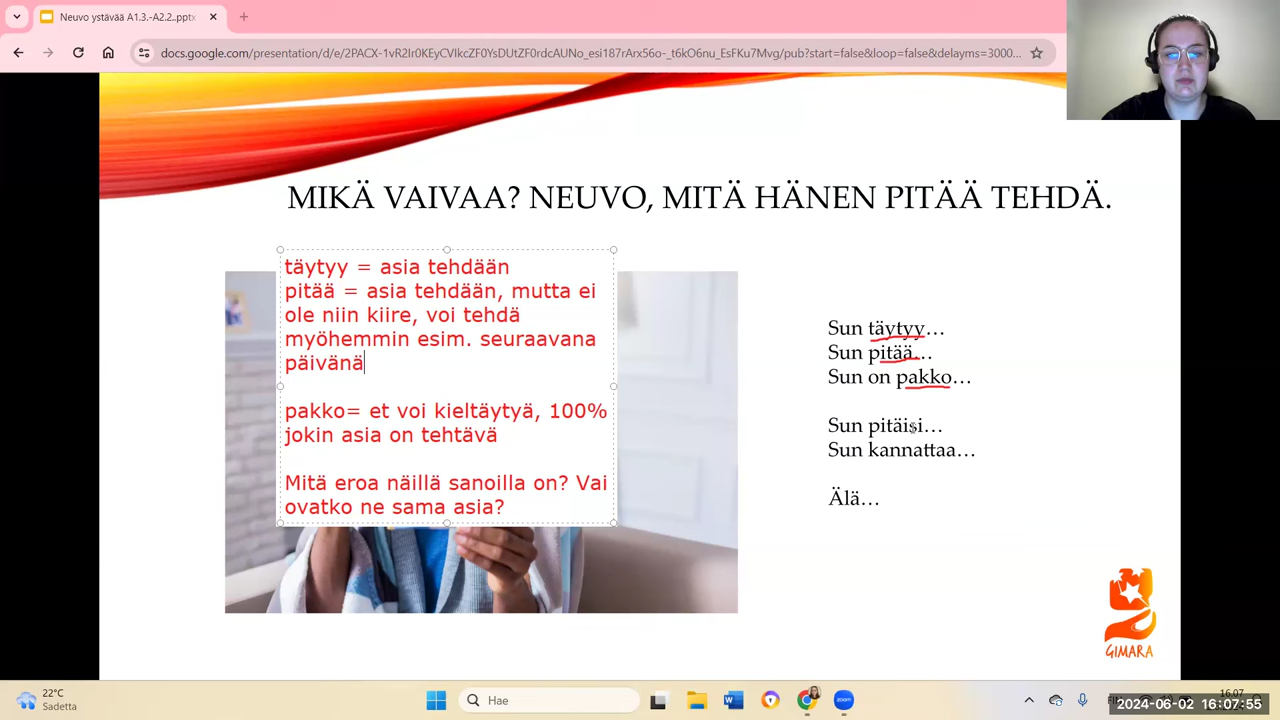 Neuvo ystävää A1.3.-A2.2..pptx
docs.google.com/presentation/d/e/2PACX-1vR2Ir0KEyCVIkcZF0YsDUtZF0rdcAUNo_esi187rArx56o-_t6kO6nu_EsFKu7Mvg/pub?start=false&loop=false&delayms=3000...
MIKÄ VAIVAA? NEUVO, MITÄ HÄNEN PITÄÄ TEHDÄ.
täytyy = asia tehdään
pitää = asia tehdään, mutta ei
ole niin kiire, voi tehdä
myöhemmin esim. seuraavana
päivänä
pakko= et voi kieltäytyä, 100%
jokin asia on tehtävä
Mitä eroa näillä sanoilla on? Vai
ovatko ne sama asia?
Sun täytyy…
Sun pitää…
Sun on pakko…
Sun pitäisi…
Sun kannattaa…
Älä…
GIMARA
22°C
Sadetta
Hae
zoom
16.07
2024-06-02 16:07:55